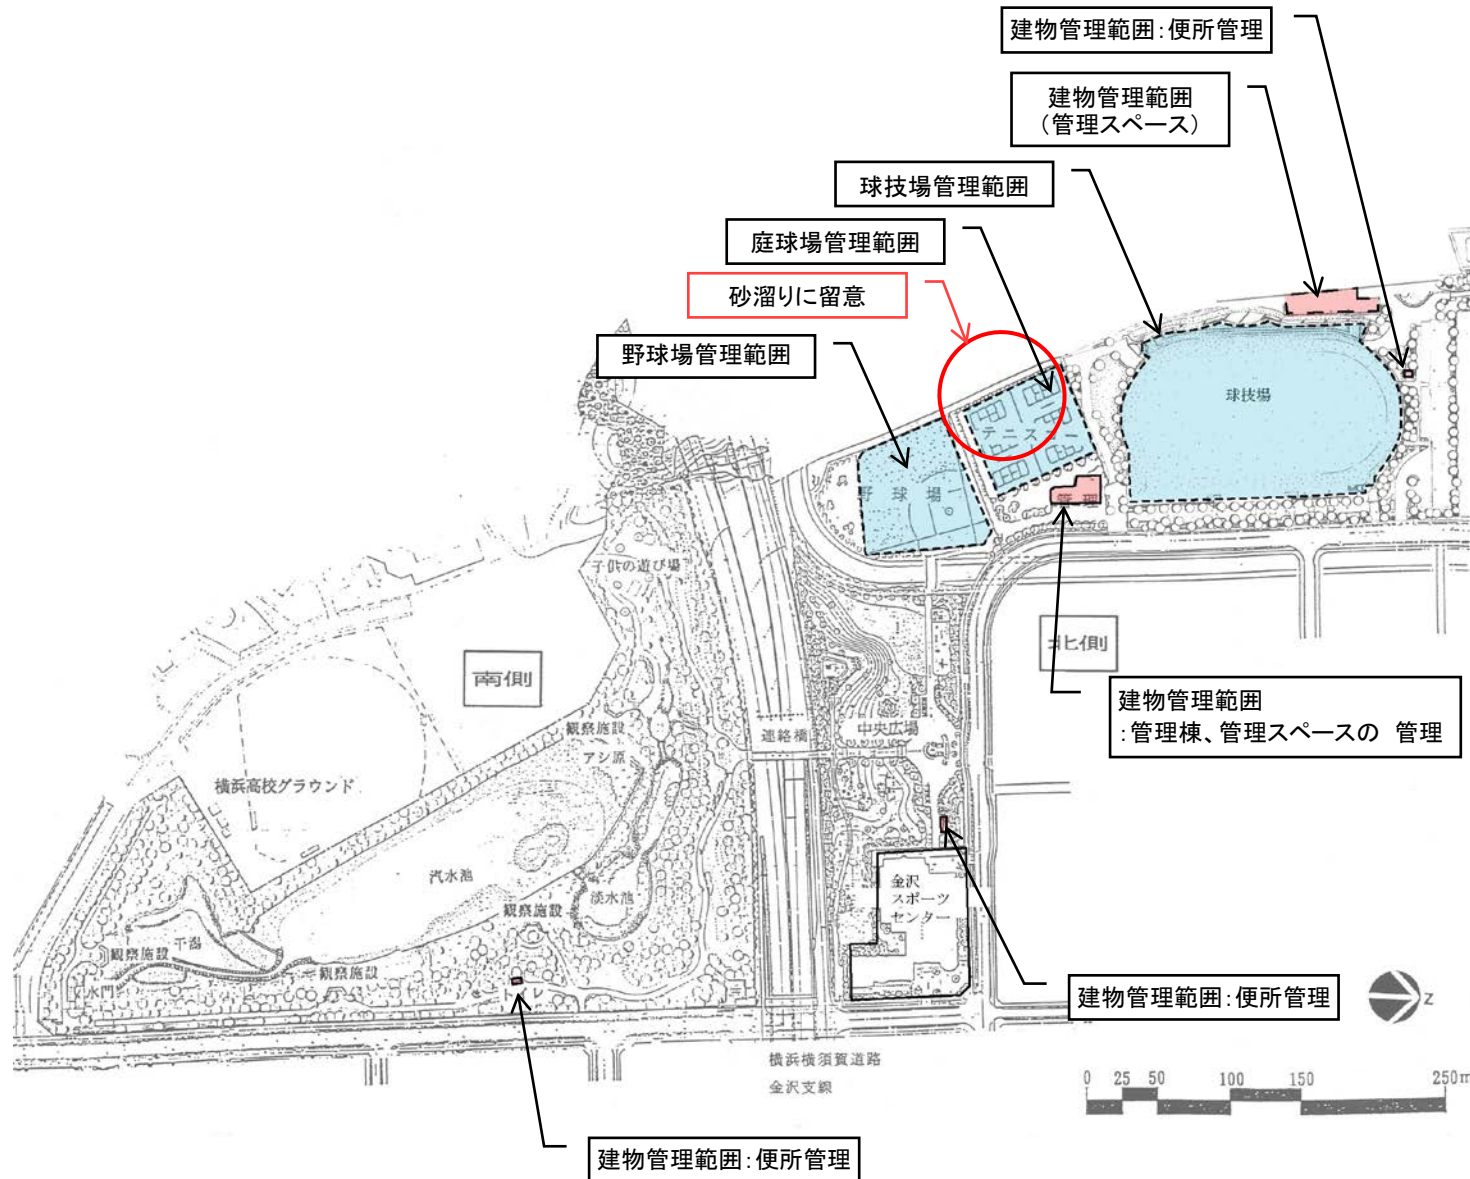 建物管理範囲：便所管理
建物管理範囲
（管理スペース）
球技場管理範囲
庭球場管理範囲
砂溜りに留意
野球場管理範囲
球技場
テニスコー
野球場
管理
子供の遊び場
南側
北側
建物管理範囲
：管理棟、管理スペースの 管理
観察施設
アシ原
連絡橋
中央広場
横浜高校グラウンド
汽水池
淡水池
観察施設
金沢
スポーツ
センター
干潟
観察施設
観察施設
水門
トイレ
建物管理範囲：便所管理
Z
横浜横須賀道路
金沢支線
0 25 50 100 150 250m
建物管理範囲：便所管理